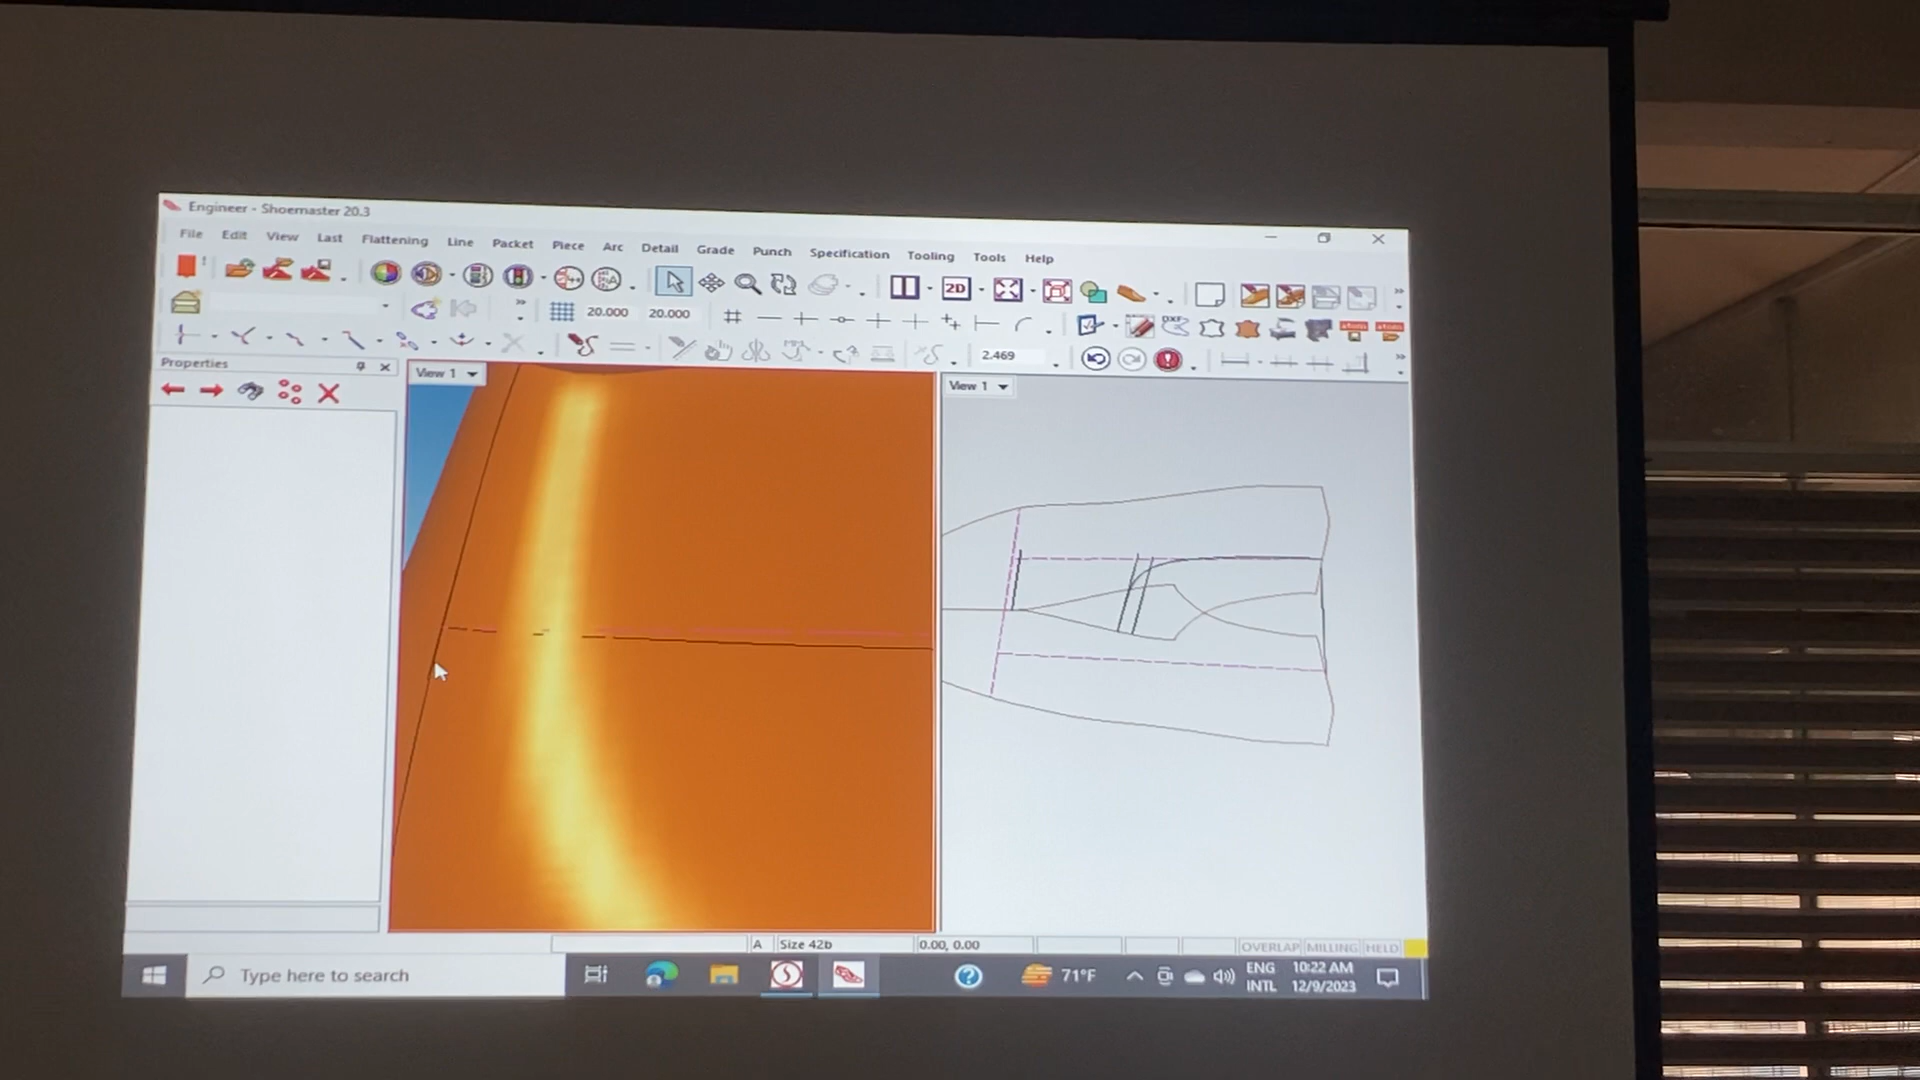 Engineer - Shoemaster 20.3
File Edit View Last Flattening Line Packet Piece Arc Detail Grade Punch Specification Tooling Tools Help
2D
20.000 20.000
DXF
2.469
Properties
View 1
View 1
A Size 42b 0.00, 0.00
OVERLAP MILLING HELD
Type here to search
71°F
ENG
INTL
10:22 AM
12/9/2023